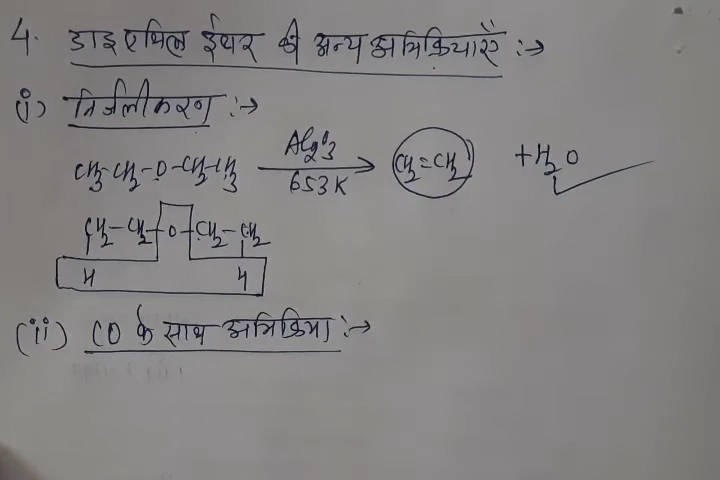 4. डाइएथिल ईथर की अन्य अभिक्रियाएँ :→
(i) निर्जलीकरण :→
CH₃-CH₂-O-CH₂-CH₃ Al₂O₃ 653K → CH₂=CH₂ + H₂O
CH₂-CH₂-O-CH₂-CH₂
H H
(ii) CO के साथ अभिक्रिया :→